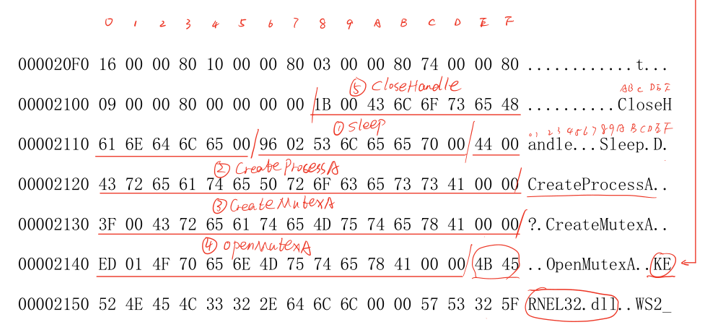 0 1 2 3 4 5 6 7 8 9 A B C D E F
000020F0 16 00 00 80 10 00 00 80 03 00 00 80 74 00 00 80 ............t...
⑤ CloseHandle
A B C D E F
00002100 09 00 00 80 00 00 00 00 1B 00 43 6C 6F 73 65 48 ..........CloseH
① Sleep
0 1 2 3 4 5 6 7 8 9 A B C D E F
00002110 61 6E 64 6C 65 00 96 02 53 6C 65 65 70 00 44 00 andle...Sleep.D.
② CreateProcessA
00002120 43 72 65 61 74 65 50 72 6F 63 65 73 73 41 00 00 CreateProcessA..
③ CreateMutexA
00002130 3F 00 43 72 65 61 74 65 4D 75 74 65 78 41 00 00 ?.CreateMutexA..
④ OpenMutexA
00002140 ED 01 4F 70 65 6E 4D 75 74 65 78 41 00 00 4B 45 ..OpenMutexA..KE
00002150 52 4E 45 4C 33 32 2E 64 6C 6C 00 00 57 53 32 5F RNEL32.dll..WS2_